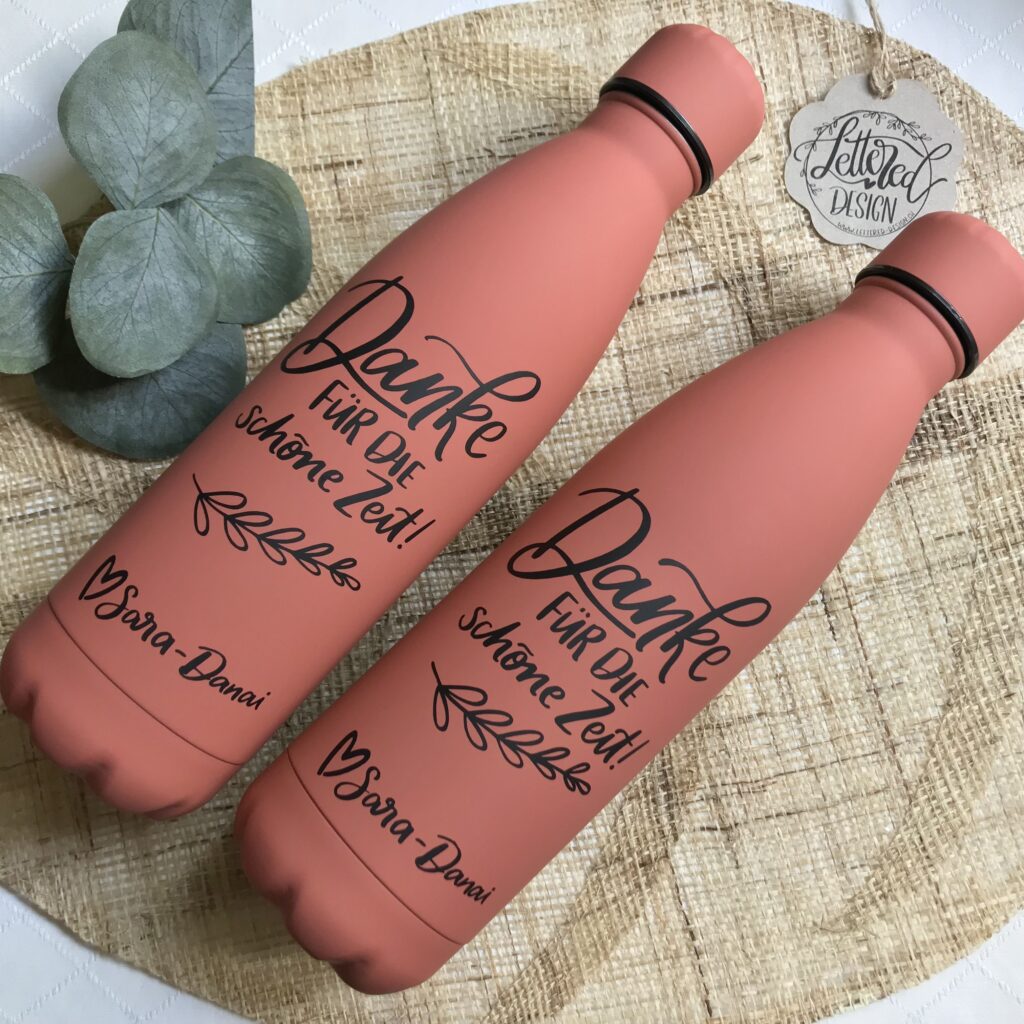 Danke
FÜR DIE
schöne Zeit!
♡Sara-Danai
Danke
FÜR DIE
schöne Zeit!
♡Sara-Danai
Lettered
DESIGN